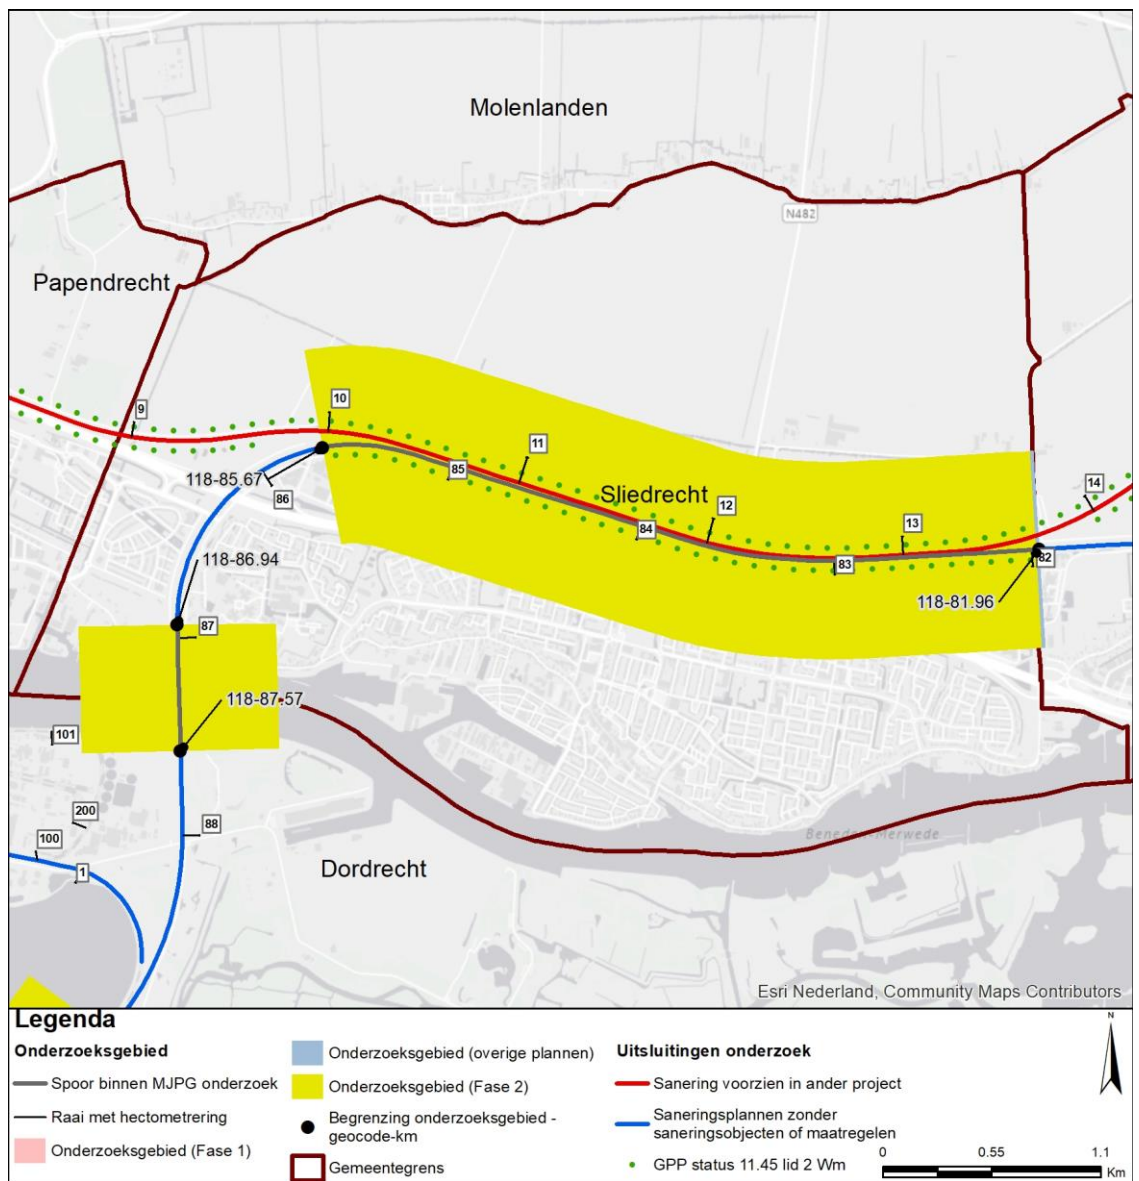 Molenlanden
N482
Papendrecht
9
10
11
118-85.67
86
85
Sliedrecht
12
84
13
14
83
82
118-86.94
118-81.96
87
118-87.57
101
200
88
100
1
Beneden-Merwede
Dordrecht
Esri Nederland, Community Maps Contributors
Legenda
Onderzoeksgebied
Spoor binnen MJPG onderzoek
Raai met hectometrering
Onderzoeksgebied (Fase 1)
Onderzoeksgebied (overige plannen)
Onderzoeksgebied (Fase 2)
Begrenzing onderzoeksgebied -
geocode-km
Gemeentegrens
Uitsluitingen onderzoek
Sanering voorzien in ander project
Saneringsplannen zonder
saneringsobjecten of maatregelen
GPP status 11.45 lid 2 Wm
N
0 0.55 1.1
Km